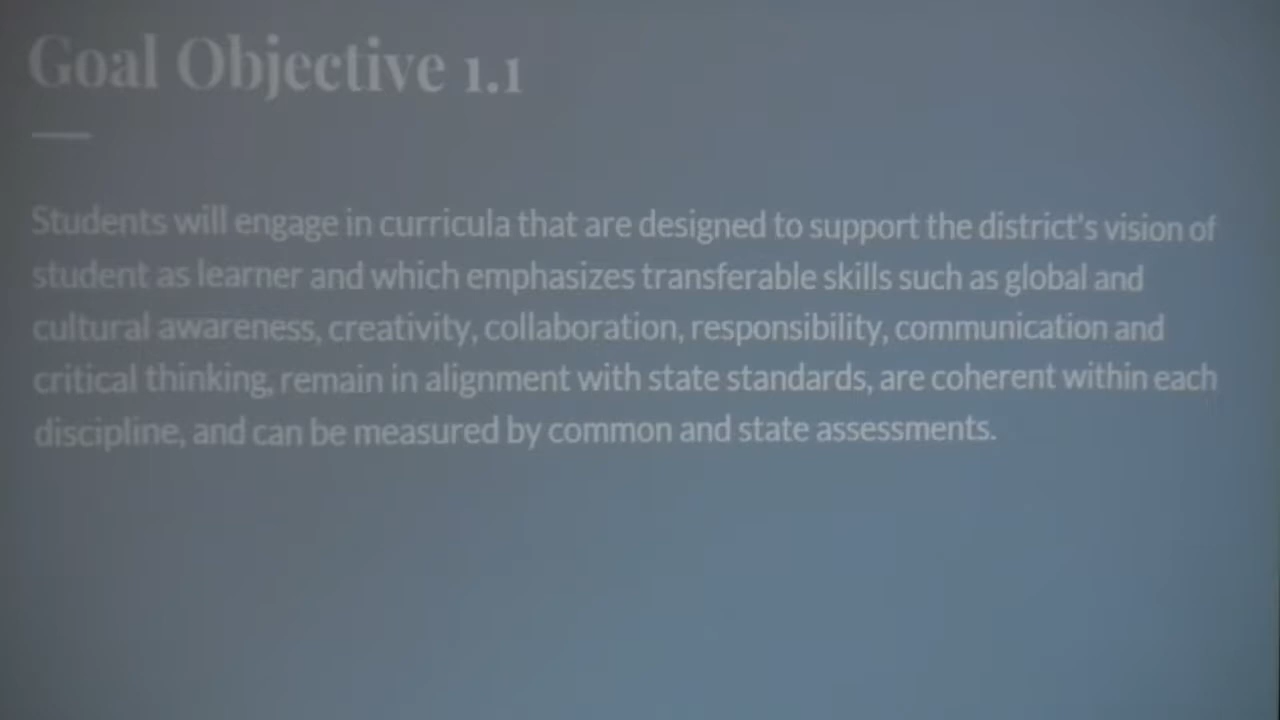 Goal Objective 1.1
Students will engage in curricula that are designed to support the district's vision of
student as learner and which emphasizes transferable skills such as global and
cultural awareness, creativity, collaboration, responsibility, communication and
critical thinking, remain in alignment with state standards, are coherent within each
discipline, and can be measured by common and state assessments.